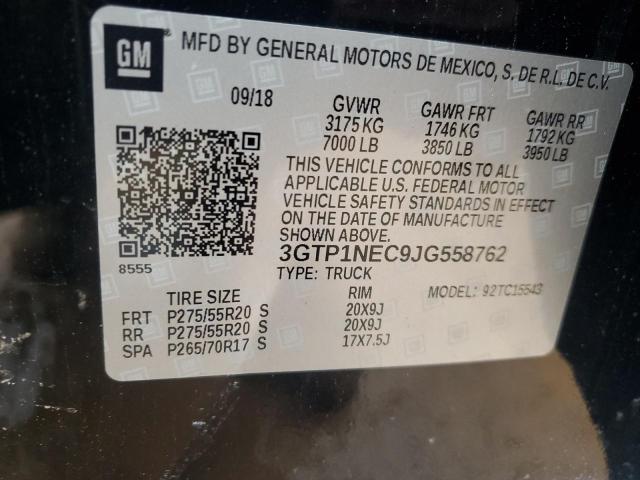 GM MFD BY GENERAL MOTORS DE MEXICO, S. DE R.L. DE C.V.
09/18 GVWR GAWR FRT GAWR RR
3175 KG 1746 KG 1792 KG
7000 LB 3850 LB 3950 LB
THIS VEHICLE CONFORMS TO ALL
APPLICABLE U.S. FEDERAL MOTOR
VEHICLE SAFETY STANDARDS IN EFFECT
ON THE DATE OF MANUFACTURE
SHOWN ABOVE.
3GTP1NEC9JG558762
8555 TYPE: TRUCK MODEL: 92TC15543
TIRE SIZE RIM
FRT P275/55R20 S 20X9J
RR P275/55R20 S 20X9J
SPA P265/70R17 S 17X7.5J